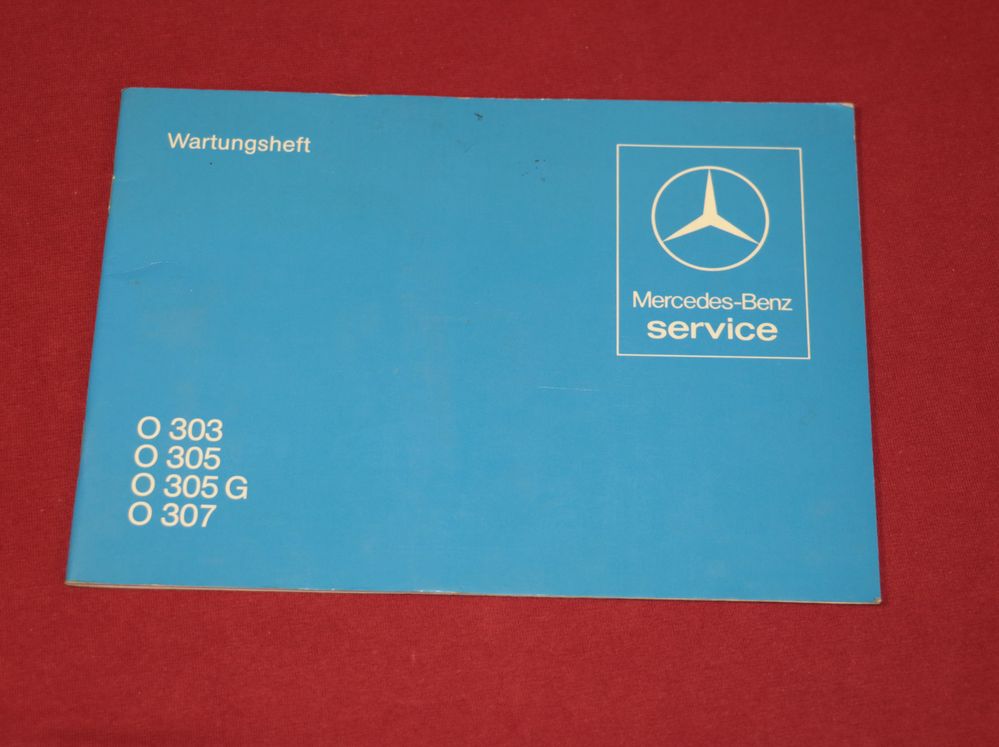 Wartungsheft
Mercedes-Benz
service
O 303
O 305
O 305 G
O 307